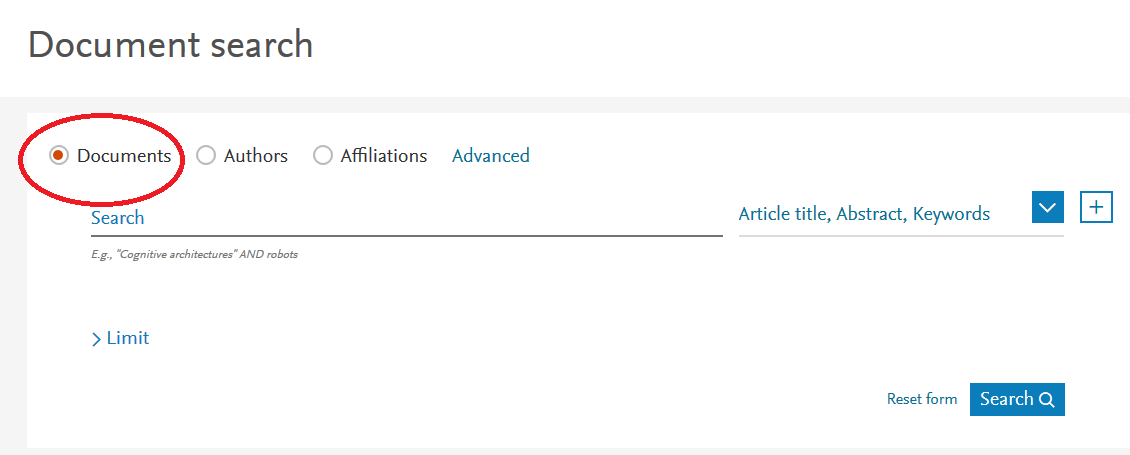 Document search
Documents Authors Affiliations Advanced
Search Article title, Abstract, Keywords
E.g., "Cognitive architectures" AND robots
Limit
Reset form Search